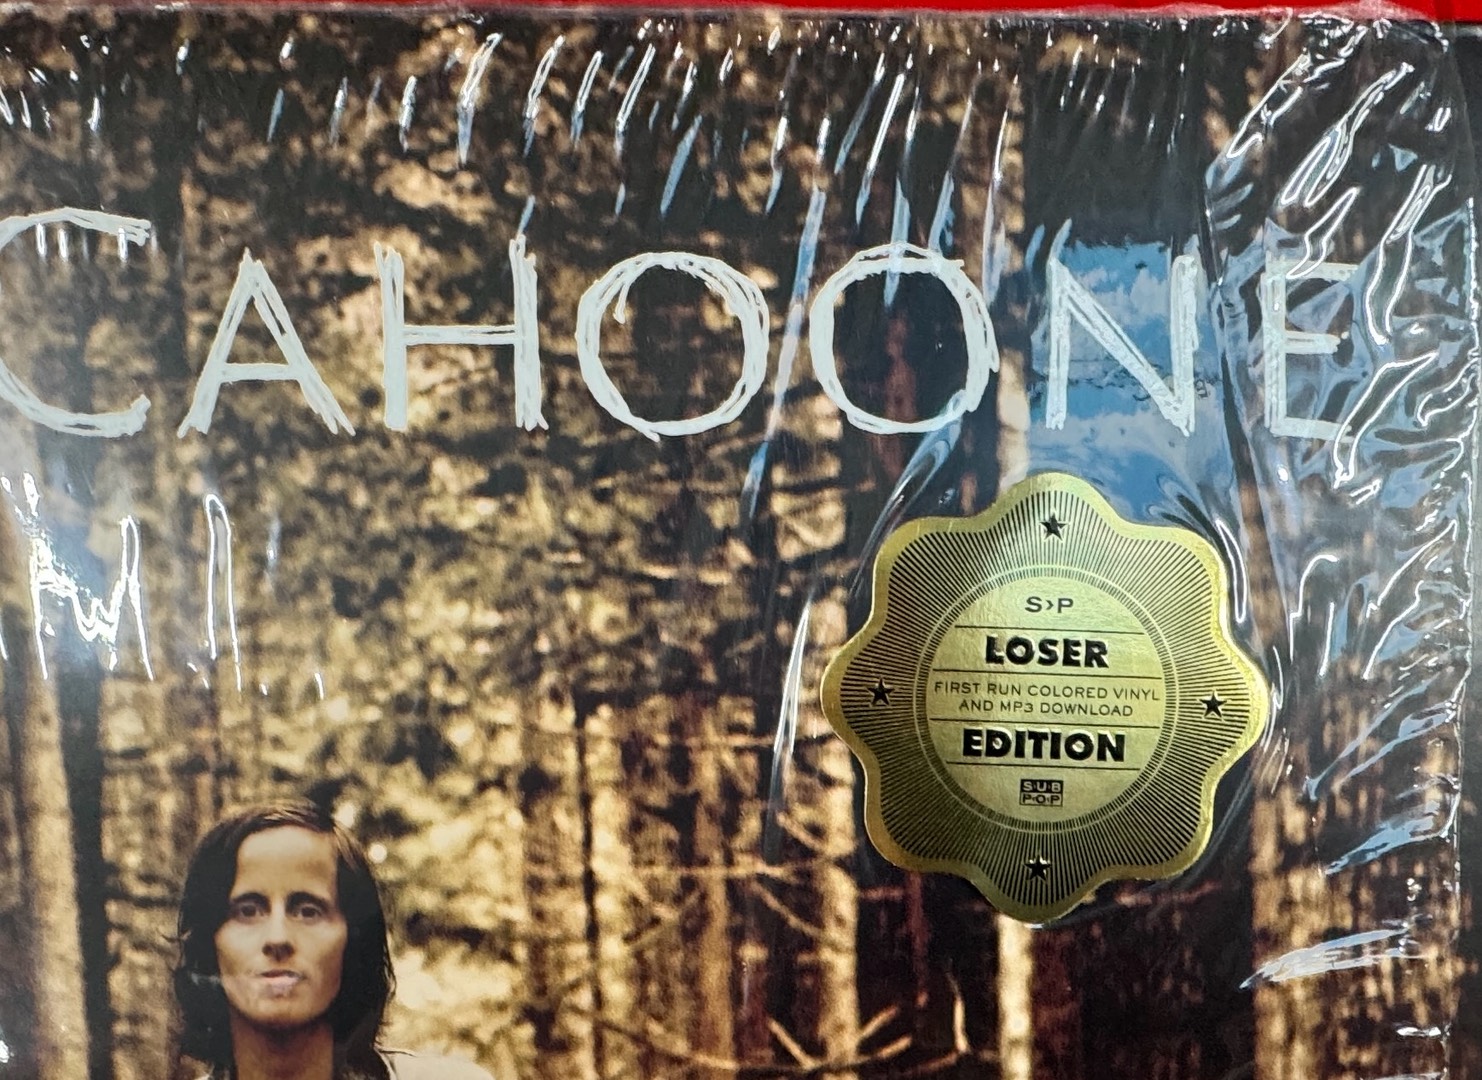 CAHOONE
S›P
LOSER
FIRST RUN COLORED VINYL
AND MP3 DOWNLOAD
EDITION
SUB
POP